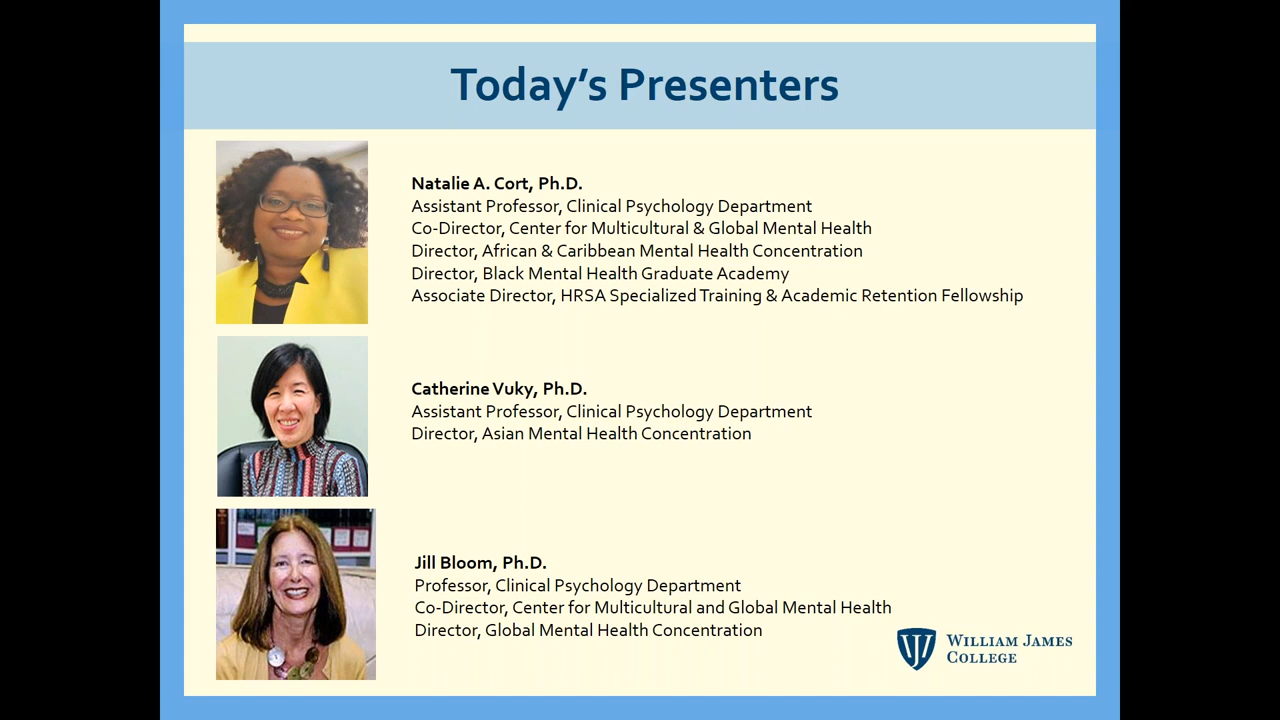 Today's Presenters
Natalie A. Cort, Ph.D.
Assistant Professor, Clinical Psychology Department
Co-Director, Center for Multicultural & Global Mental Health
Director, African & Caribbean Mental Health Concentration
Director, Black Mental Health Graduate Academy
Associate Director, HRSA Specialized Training & Academic Retention Fellowship
Catherine Vuky, Ph.D.
Assistant Professor, Clinical Psychology Department
Director, Asian Mental Health Concentration
Jill Bloom, Ph.D.
Professor, Clinical Psychology Department
Co-Director, Center for Multicultural and Global Mental Health
Director, Global Mental Health Concentration
WILLIAM JAMES
COLLEGE